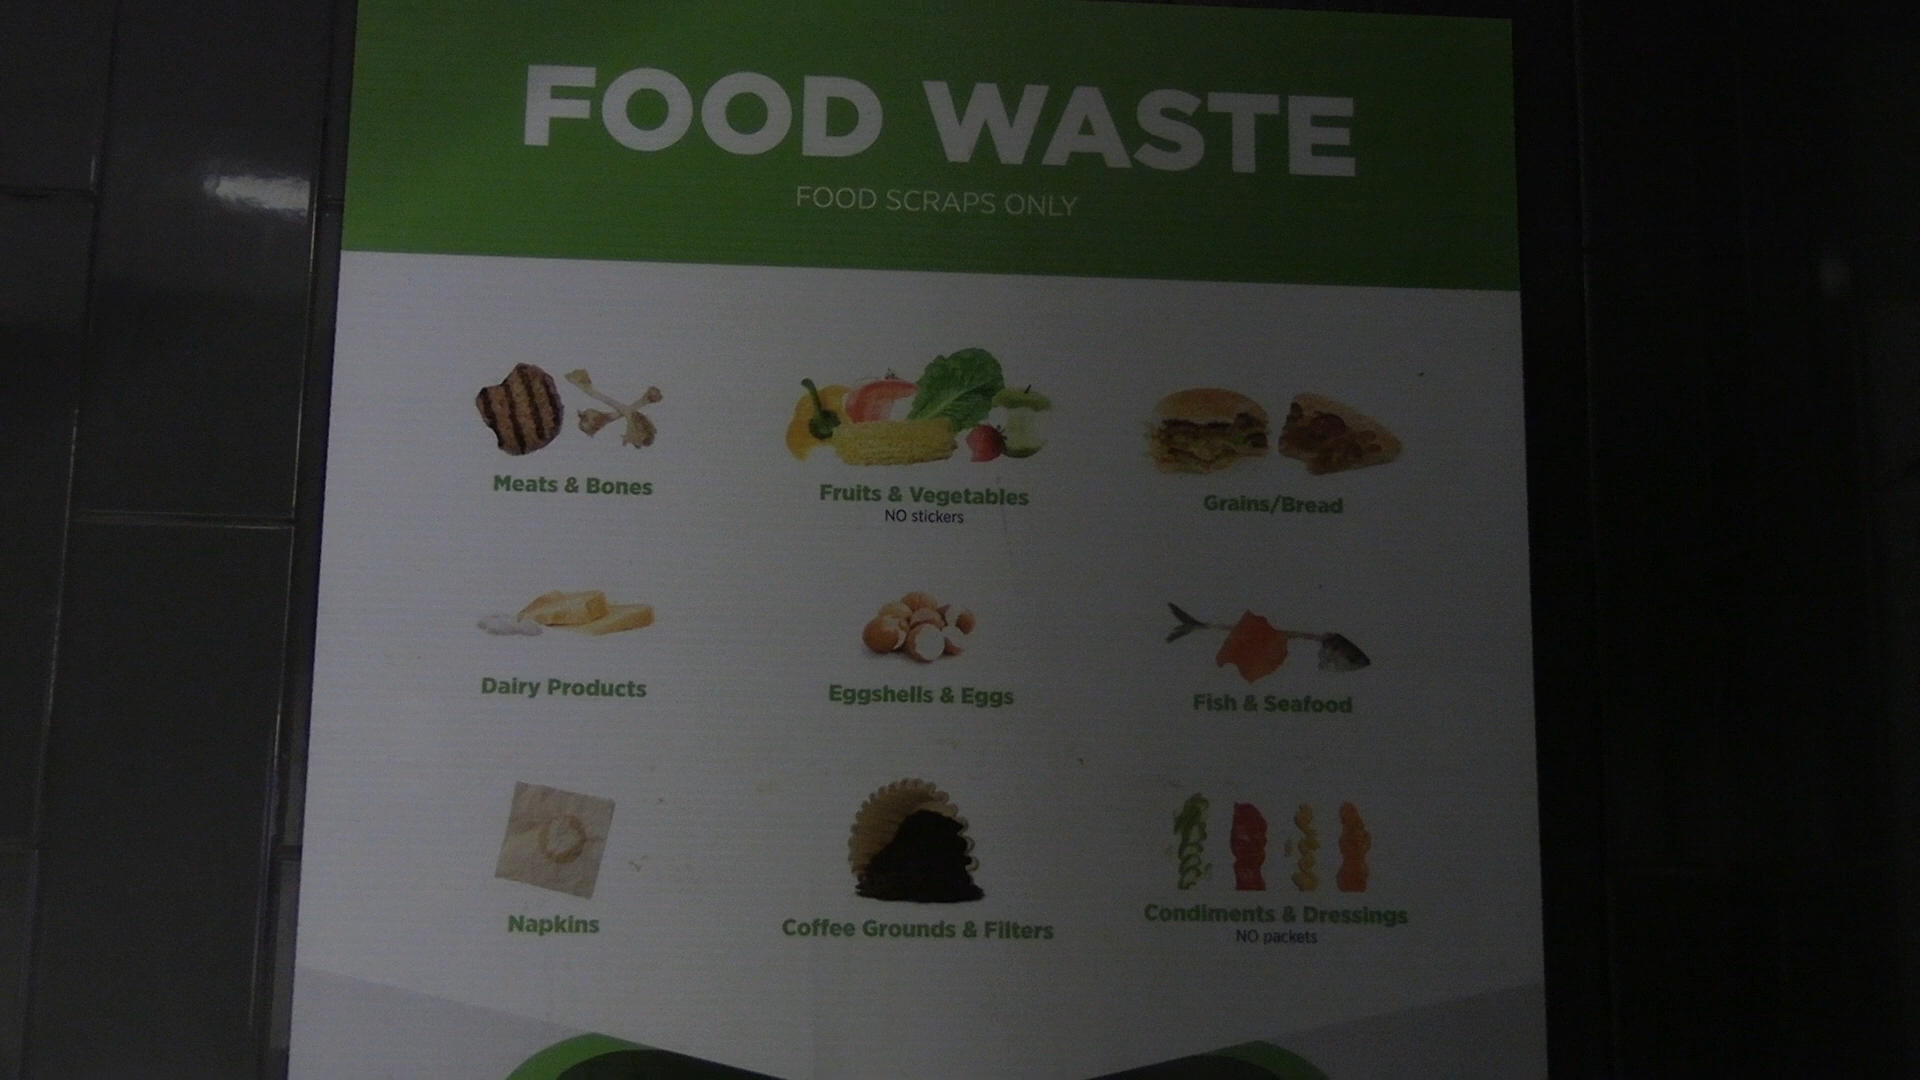 FOOD WASTE
FOOD SCRAPS ONLY
Meats & Bones
Fruits & Vegetables
NO stickers
Grains/Bread
Dairy Products
Eggshells & Eggs
Fish & Seafood
Napkins
Coffee Grounds & Filters
Condiments & Dressings
NO packets